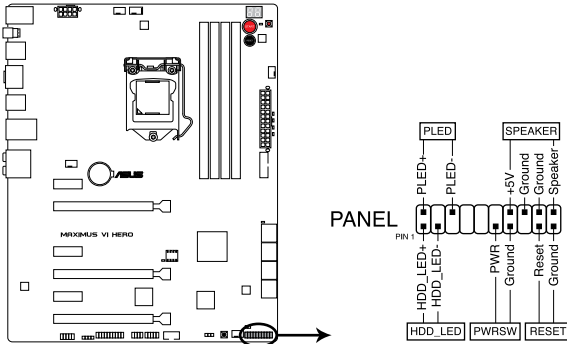 ASUS
MAXIMUS VI HERO
PANEL
PIN 1
PLED
SPEAKER
PLED+
PLED-
+5V
Ground
Ground
Speaker
HDD_LED+
HDD_LED-
PWR
Ground
Reset
Ground
HDD_LED
PWRSW
RESET